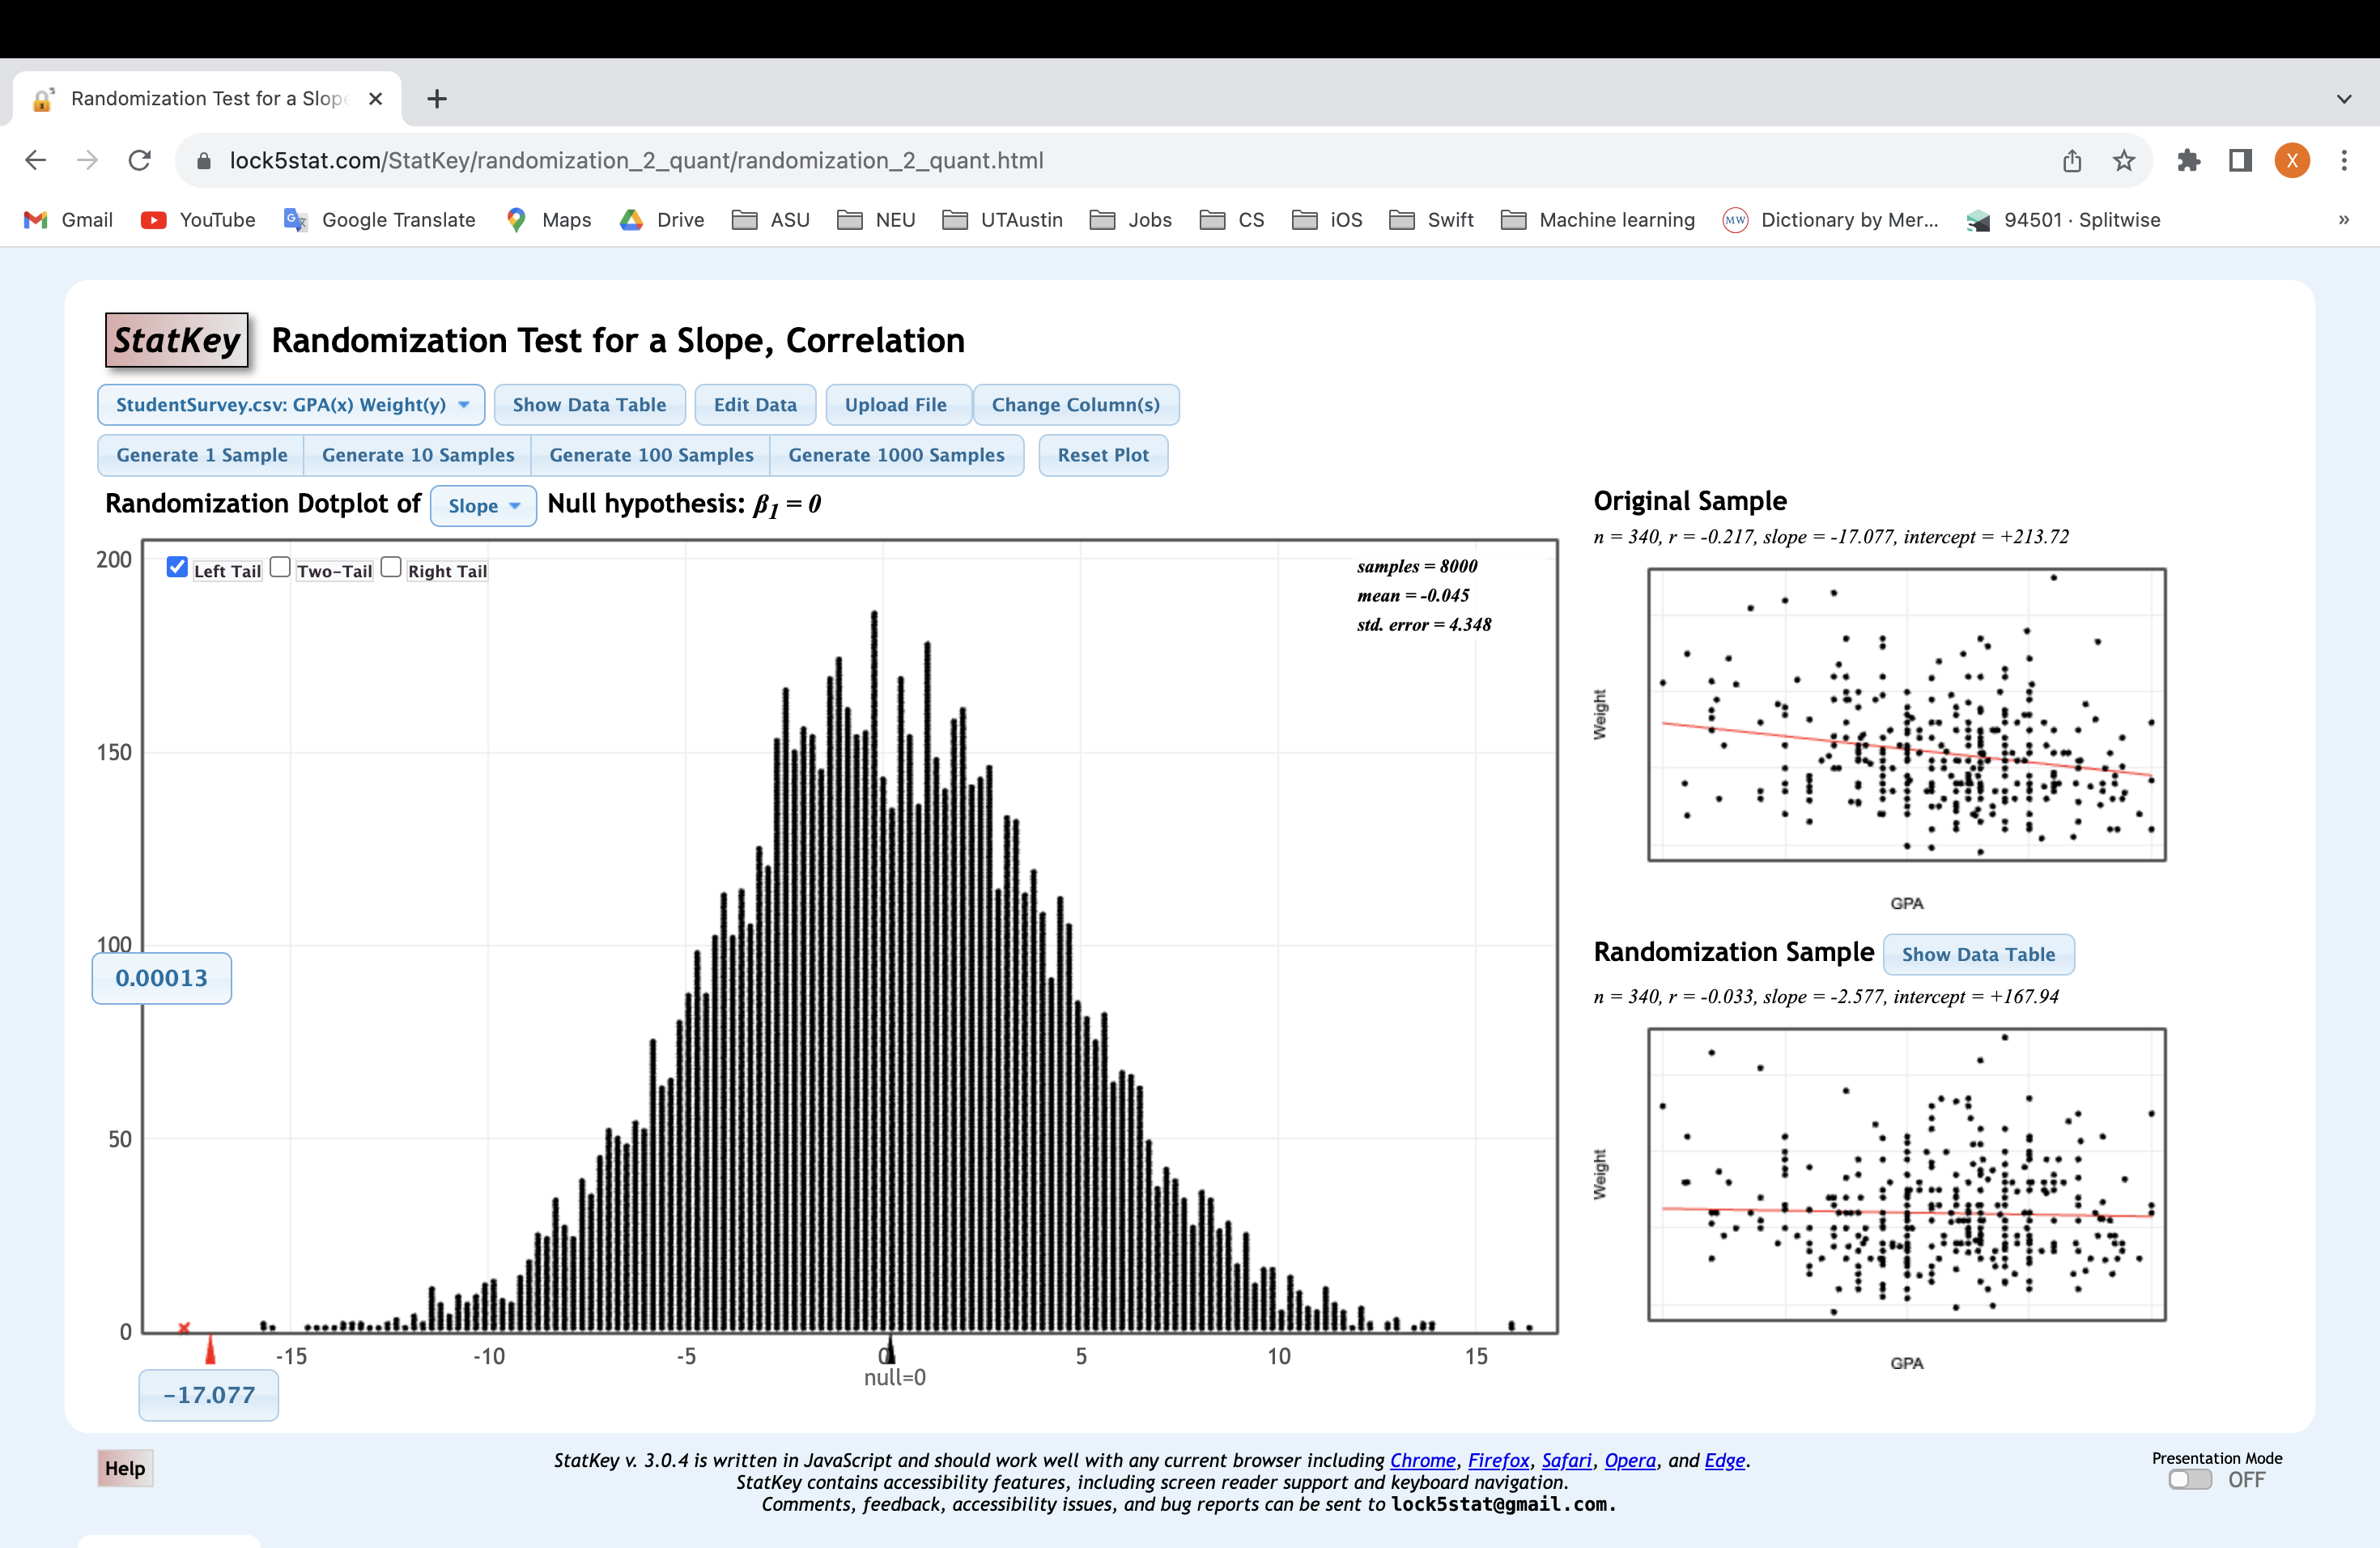 Randomization Test for a Slope
lock5stat.com/StatKey/randomization_2_quant/randomization_2_quant.html
X
Gmail YouTube Google Translate Maps Drive ASU NEU UTAustin Jobs CS iOS Swift Machine learning MW Dictionary by Mer... 94501 · Splitwise »
StatKey Randomization Test for a Slope, Correlation
StudentSurvey.csv: GPA(x) Weight(y) Show Data Table Edit Data Upload File Change Column(s)
Generate 1 Sample Generate 10 Samples Generate 100 Samples Generate 1000 Samples Reset Plot
Randomization Dotplot of Slope Null hypothesis: β1 = 0
Left Tail Two-Tail Right Tail
samples = 8000
mean = -0.045
std. error = 4.348
200
150
100
50
0
0.00013
-15 -10 -5 0 5 10 15
null=0
-17.077
Original Sample
n = 340, r = -0.217, slope = -17.077, intercept = +213.72
Weight
GPA
Randomization Sample Show Data Table
n = 340, r = -0.033, slope = -2.577, intercept = +167.94
Weight
GPA
Help
StatKey v. 3.0.4 is written in JavaScript and should work well with any current browser including Chrome, Firefox, Safari, Opera, and Edge.
StatKey contains accessibility features, including screen reader support and keyboard navigation.
Comments, feedback, accessibility issues, and bug reports can be sent to lock5stat@gmail.com.
Presentation Mode
OFF